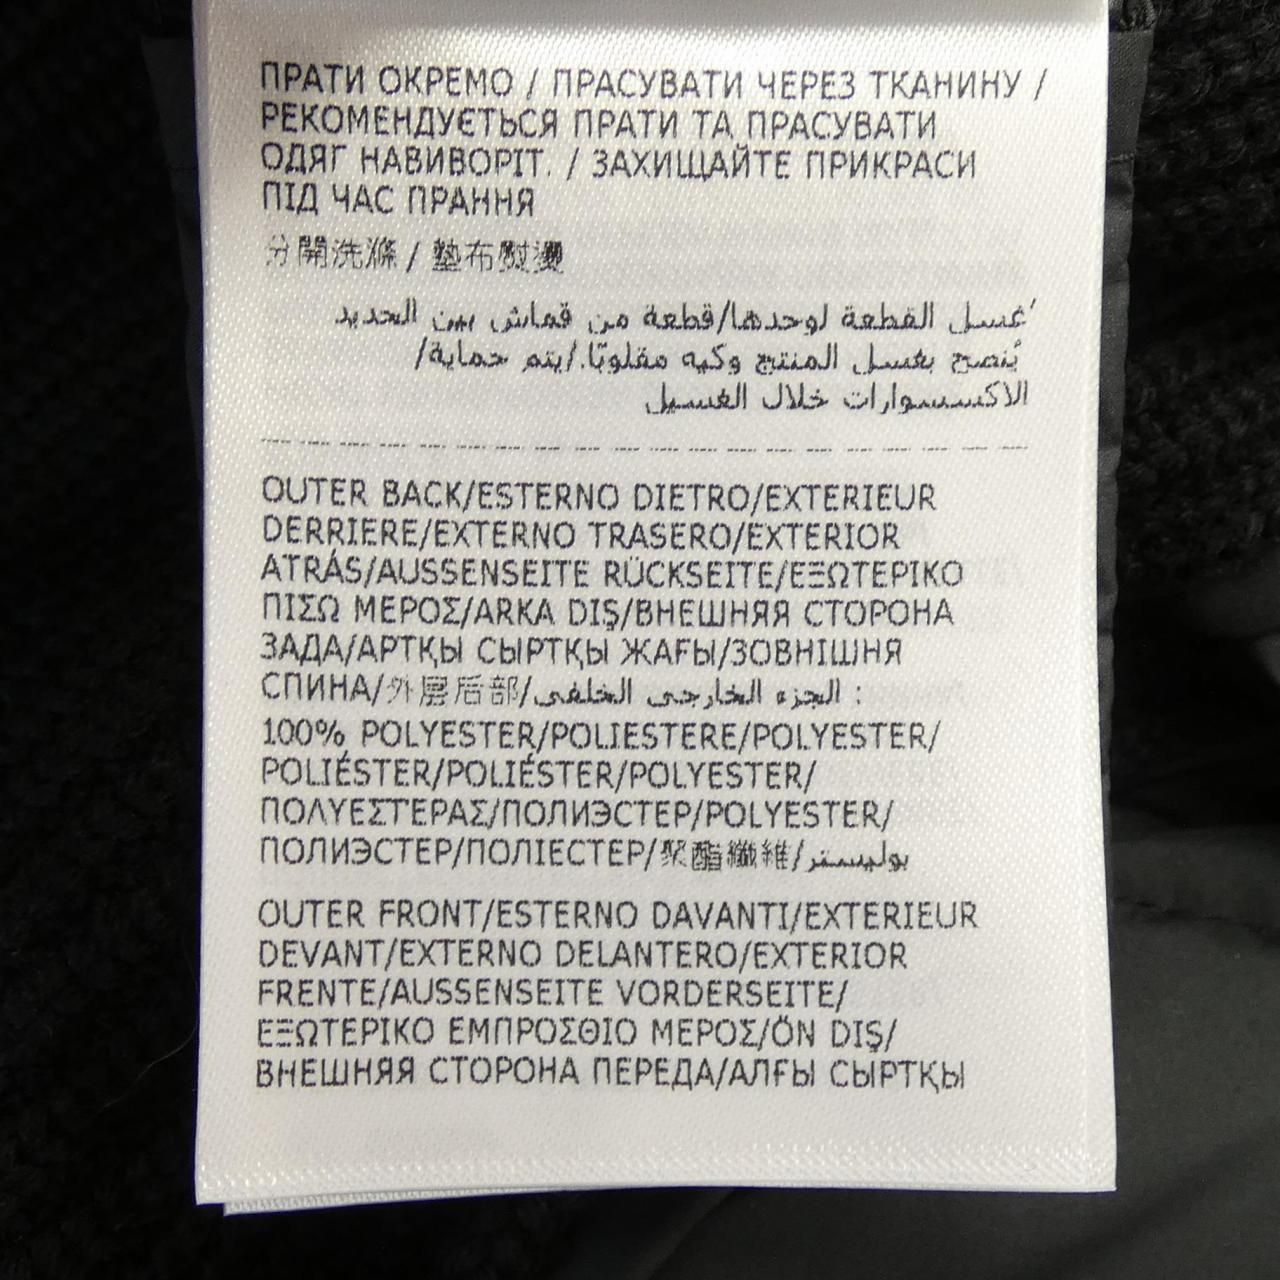 ПРАТИ ОКРЕМО / ПРАСУВАТИ ЧЕРЕЗ ТКАНИНУ /
РЕКОМЕНДУЄТЬСЯ ПРАТИ ТА ПРАСУВАТИ
ОДЯГ НАВИВОРІТ. / ЗАХИЩАЙТЕ ПРИКРАСИ
ПІД ЧАС ПРАННЯ
分開洗滌 / 墊布熨燙
غسل القطعة لوحدها/قطعة من قماش بين الحديد
يُنصح بغسل المنتج وكيه مقلوبًا./يتم حماية/
الاكسسوارات خلال الغسيل
OUTER BACK/ESTERNO DIETRO/EXTERIEUR
DERRIERE/EXTERNO TRASERO/EXTERIOR
ATRÁS/AUSSENSEITE RÜCKSEITE/ΕΞΩΤΕΡΙΚΟ
ΠΙΣΩ ΜΕΡΟΣ/ARKA DIŞ/ВНЕШНЯЯ СТОРОНА
ЗАДА/АРТҚЫ СЫРТҚЫ ЖАҒЫ/ЗОВНІШНЯ
СПИНА/外層后部/الجزء الخارجي الخلفي :
100% POLYESTER/POLIESTERE/POLYESTER/
POLIÉSTER/POLIÉSTER/POLYESTER/
ΠΟΛΥΕΣΤΕΡΑΣ/ПОЛИЭСТЕР/POLYESTER/
ПОЛИЭСТЕР/ПОЛІЕСТЕР/聚酯纖維/بوليستر
OUTER FRONT/ESTERNO DAVANTI/EXTERIEUR
DEVANT/EXTERNO DELANTERO/EXTERIOR
FRENTE/AUSSENSEITE VORDERSEITE/
ΕΞΩΤΕΡΙΚΟ ΕΜΠΡΟΣΘΙΟ ΜΕΡΟΣ/ÖN DIŞ/
ВНЕШНЯЯ СТОРОНА ПЕРЕДА/АЛҒЫ СЫРТҚЫ